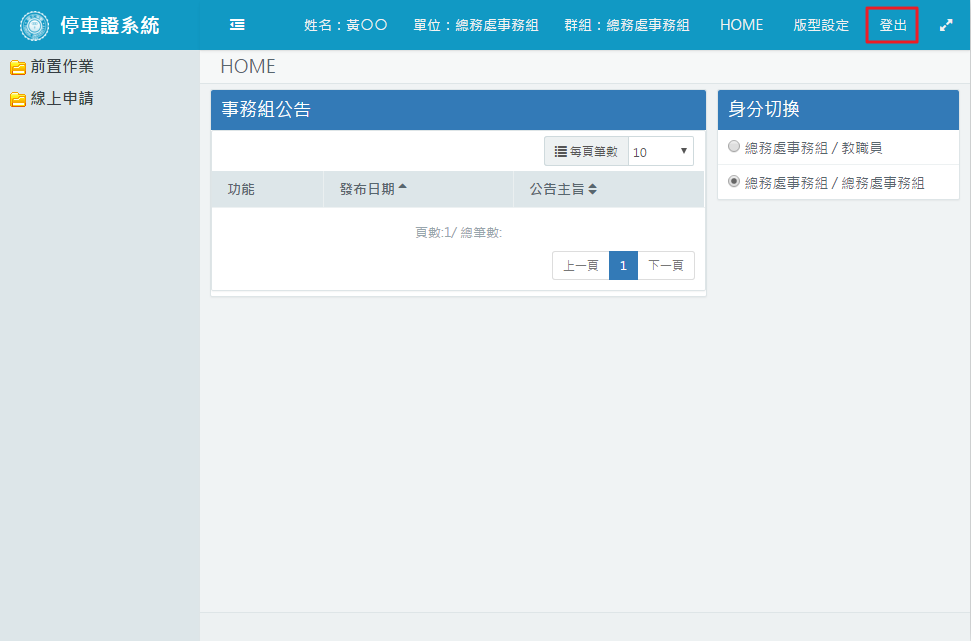 停車證系統
姓名：黃〇〇 單位：總務處事務組 群組：總務處事務組 HOME 版型設定 登出
前置作業
線上申請
HOME
事務組公告
每頁筆數 10
功能 發布日期 公告主旨
頁數:1/ 總筆數:
上一頁 1 下一頁
身分切換
總務處事務組 / 教職員
總務處事務組 / 總務處事務組